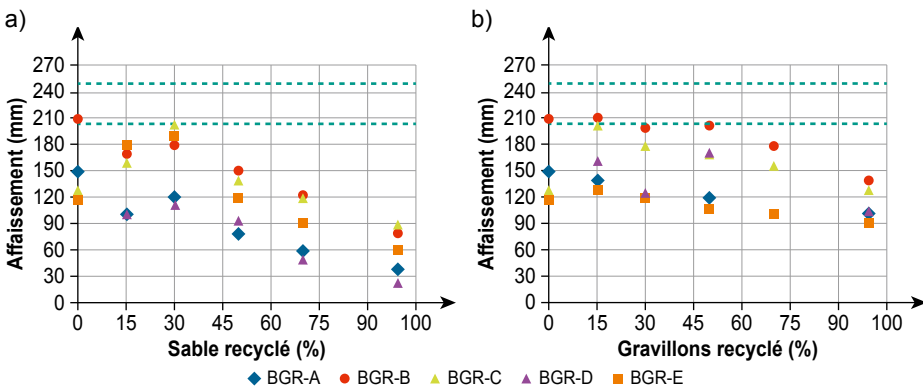 a)
270
240
210
180
150
120
90
60
30
0
Affaissement (mm)
0 15 30 45 60 75 90 100
Sable recyclé (%)
b)
270
240
210
180
150
120
90
60
30
0
Affaissement (mm)
0 15 30 45 60 75 90 100
Gravillons recyclé (%)
BGR-A BGR-B BGR-C BGR-D BGR-E